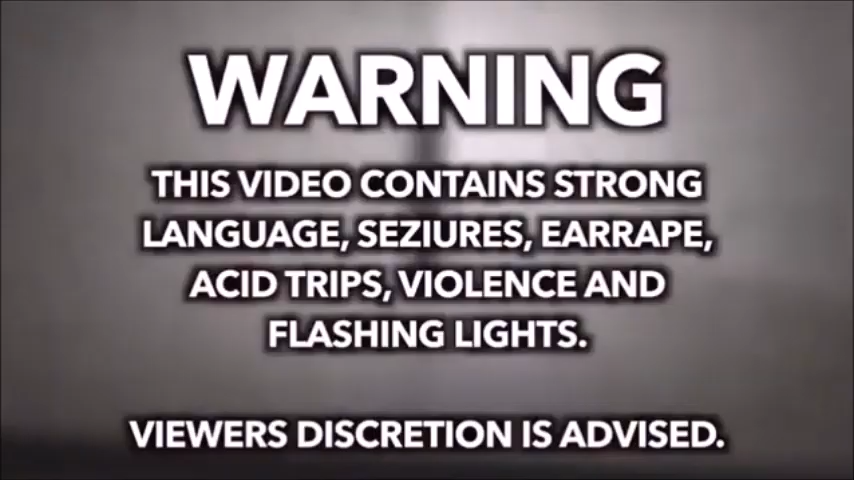 WARNING
THIS VIDEO CONTAINS STRONG
LANGUAGE, SEZIURES, EARRAPE,
ACID TRIPS, VIOLENCE AND
FLASHING LIGHTS.
VIEWERS DISCRETION IS ADVISED.